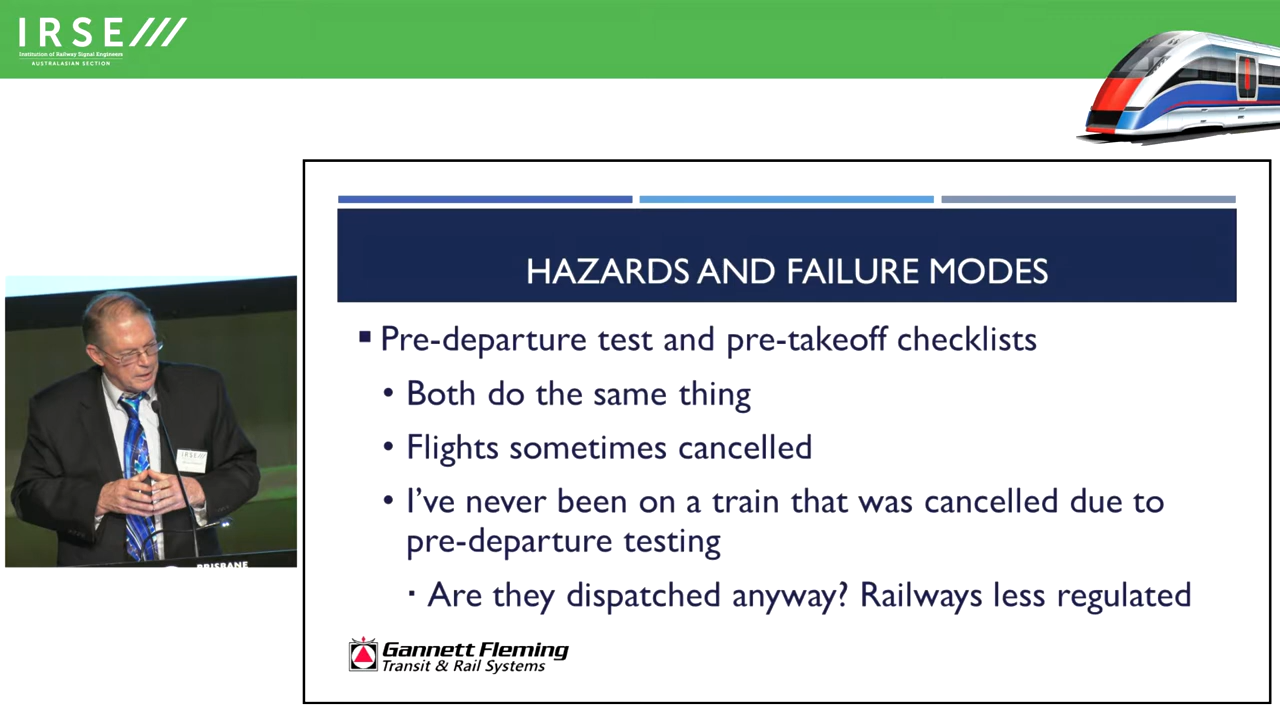 IRSE///
Institution of Railway Signal Engineers
AUSTRALASIAN SECTION
HAZARDS AND FAILURE MODES
▪ Pre-departure test and pre-takeoff checklists
• Both do the same thing
• Flights sometimes cancelled
• I've never been on a train that was cancelled due to
pre-departure testing
▪ Are they dispatched anyway? Railways less regulated
Gannett Fleming
Transit & Rail Systems
IRSE
BRISBANE